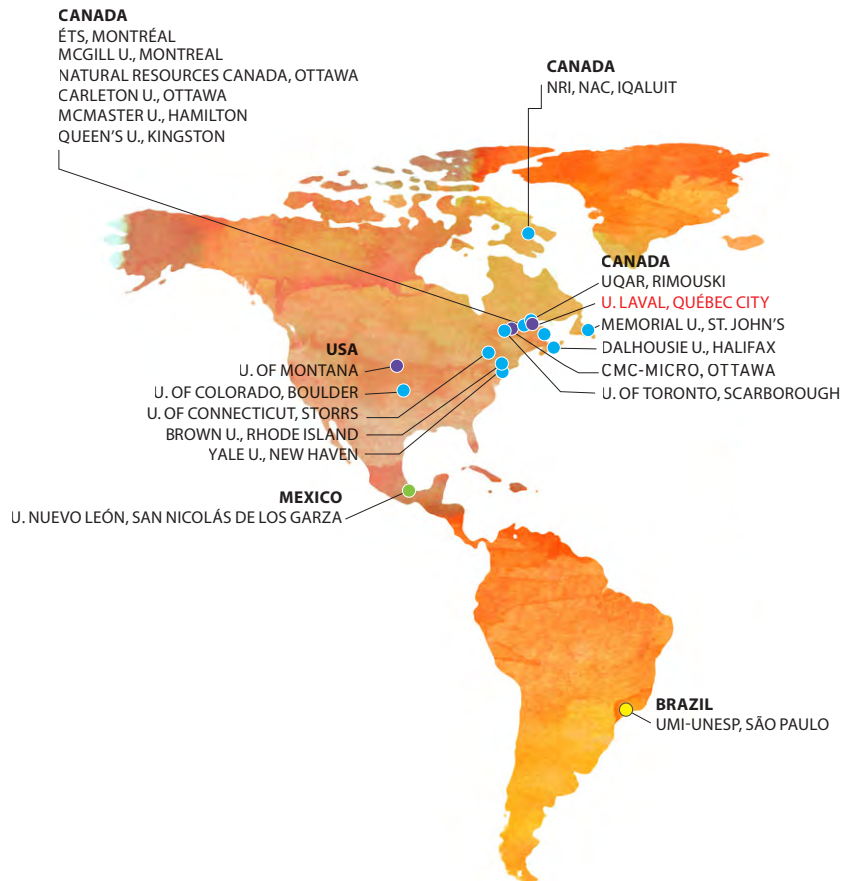 CANADA
ÉTS, MONTRÉAL
MCGILL U., MONTREAL
NATURAL RESOURCES CANADA, OTTAWA
CARLETON U., OTTAWA
MCMASTER U., HAMILTON
QUEEN'S U., KINGSTON
CANADA
NRI, NAC, IQALUIT
CANADA
UQAR, RIMOUSKI
U. LAVAL, QUÉBEC CITY
MEMORIAL U., ST. JOHN'S
DALHOUSIE U., HALIFAX
CMC-MICRO, OTTAWA
U. OF TORONTO, SCARBOROUGH
USA
U. OF MONTANA
U. OF COLORADO, BOULDER
U. OF CONNECTICUT, STORRS
BROWN U., RHODE ISLAND
YALE U., NEW HAVEN
MEXICO
U. NUEVO LEÓN, SAN NICOLÁS DE LOS GARZA
BRAZIL
UMI-UNESP, SÃO PAULO